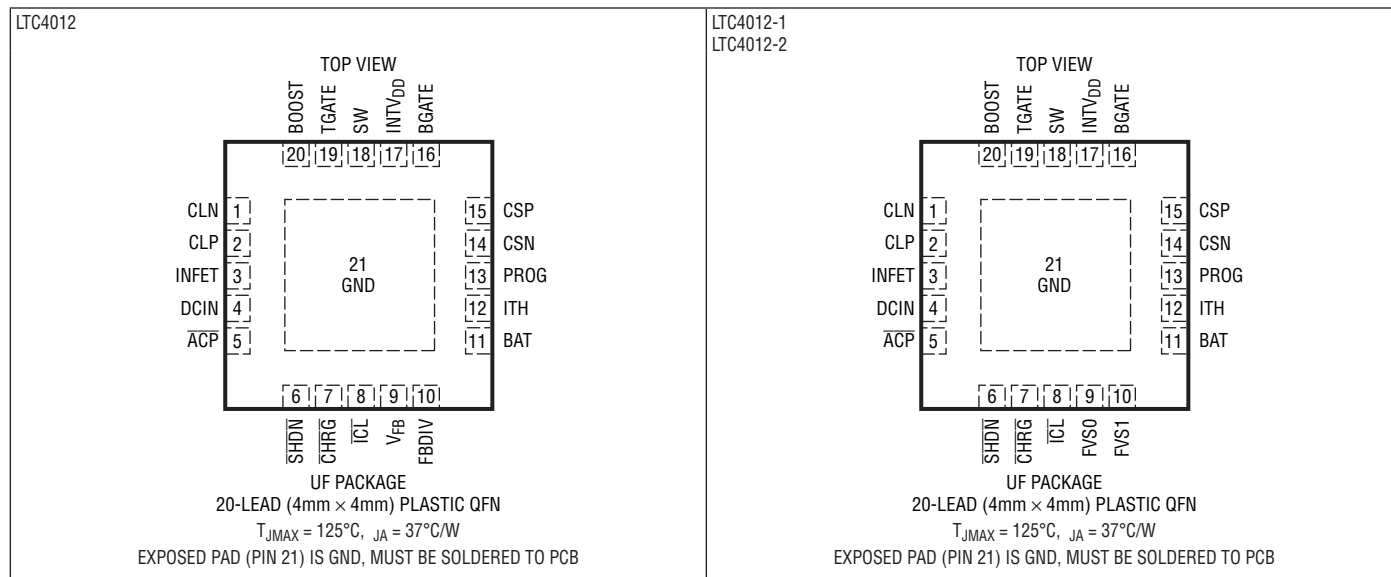 LTC4012
TOP VIEW
BOOST
TGATE
SW
INTVDD
BGATE
20 19 18 17 16
CLN 1
CLP 2
INFET 3
DCIN 4
ACP 5
21
GND
15 CSP
14 CSN
13 PROG
12 ITH
11 BAT
6 7 8 9 10
SHDN
CHRG
ICL
VFB
FBDIV
UF PACKAGE
20-LEAD (4mm × 4mm) PLASTIC QFN
TJMAX = 125°C, JA = 37°C/W
EXPOSED PAD (PIN 21) IS GND, MUST BE SOLDERED TO PCB
LTC4012-1
LTC4012-2
TOP VIEW
BOOST
TGATE
SW
INTVDD
BGATE
20 19 18 17 16
CLN 1
CLP 2
INFET 3
DCIN 4
ACP 5
21
GND
15 CSP
14 CSN
13 PROG
12 ITH
11 BAT
6 7 8 9 10
SHDN
CHRG
ICL
FVS0
FVS1
UF PACKAGE
20-LEAD (4mm × 4mm) PLASTIC QFN
TJMAX = 125°C, JA = 37°C/W
EXPOSED PAD (PIN 21) IS GND, MUST BE SOLDERED TO PCB